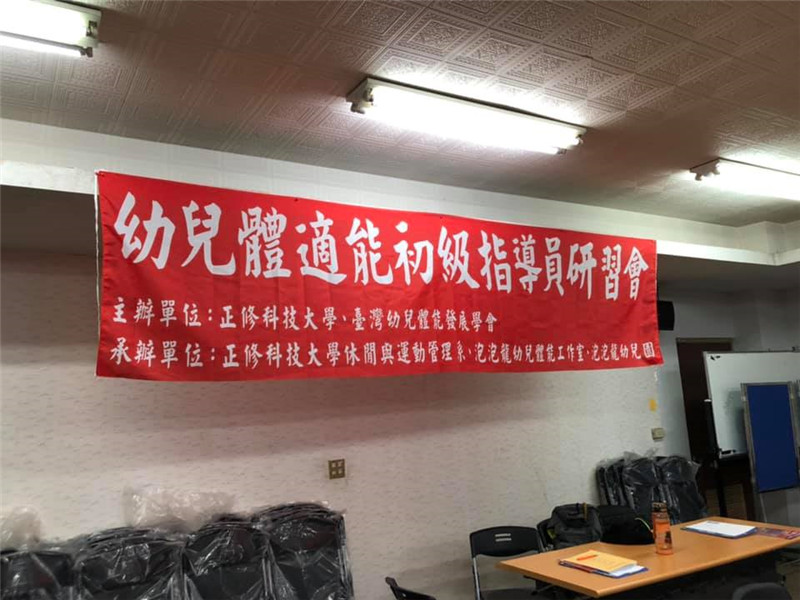 幼兒體適能初級指導員研習會
主辦單位：正修科技大學、臺灣幼兒體能發展學會
承辦單位：正修科技大學休閒與運動管理系、泡泡龍幼兒體能工作室、泡泡龍幼兒園